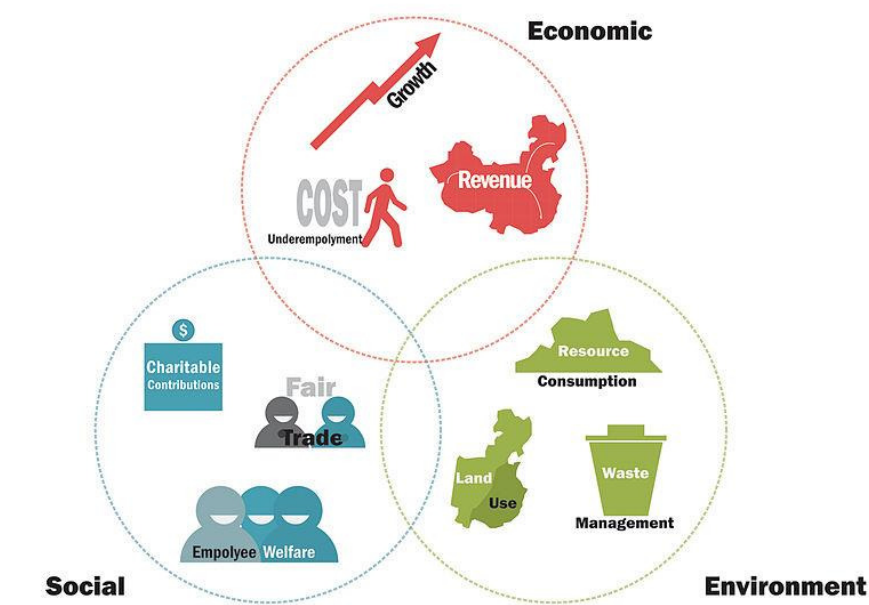 Economic
Growth
COST
Underempolyment
Revenue
$
Charitable
Contributions
Fair
Trade
Empolyee Welfare
Social
Resource
Consumption
Land
Use
Waste
Management
Environment